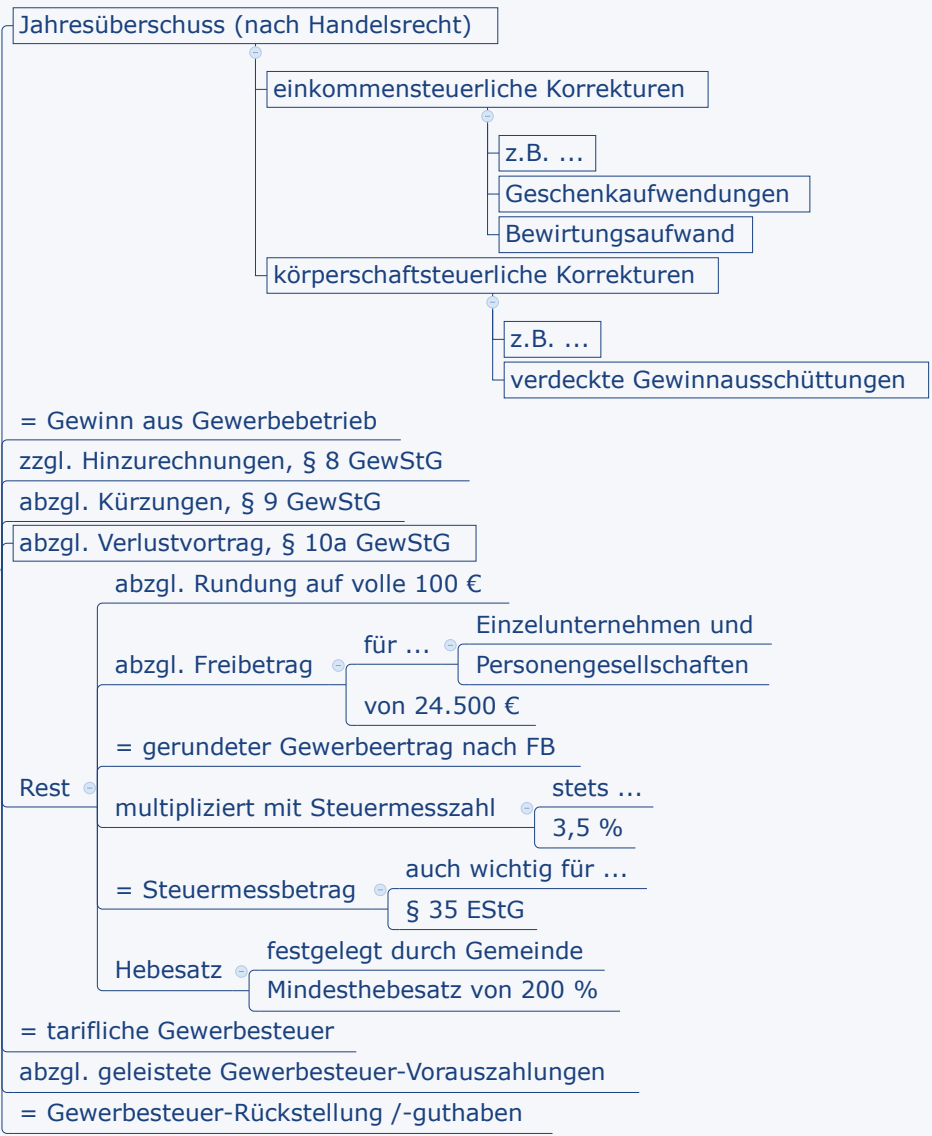 Jahresüberschuss (nach Handelsrecht)
einkommensteuerliche Korrekturen
z.B. ...
Geschenkaufwendungen
Bewirtungsaufwand
körperschaftsteuerliche Korrekturen
z.B. ...
verdeckte Gewinnausschüttungen
= Gewinn aus Gewerbebetrieb
zzgl. Hinzurechnungen, § 8 GewStG
abzgl. Kürzungen, § 9 GewStG
abzgl. Verlustvortrag, § 10a GewStG
Rest
abzgl. Rundung auf volle 100 €
abzgl. Freibetrag
für ...
Einzelunternehmen und
Personengesellschaften
von 24.500 €
= gerundeter Gewerbeertrag nach FB
multipliziert mit Steuermesszahl
stets ...
3,5 %
= Steuermessbetrag
auch wichtig für ...
§ 35 EStG
Hebesatz
festgelegt durch Gemeinde
Mindesthebesatz von 200 %
= tarifliche Gewerbesteuer
abzgl. geleistete Gewerbesteuer-Vorauszahlungen
= Gewerbesteuer-Rückstellung /-guthaben